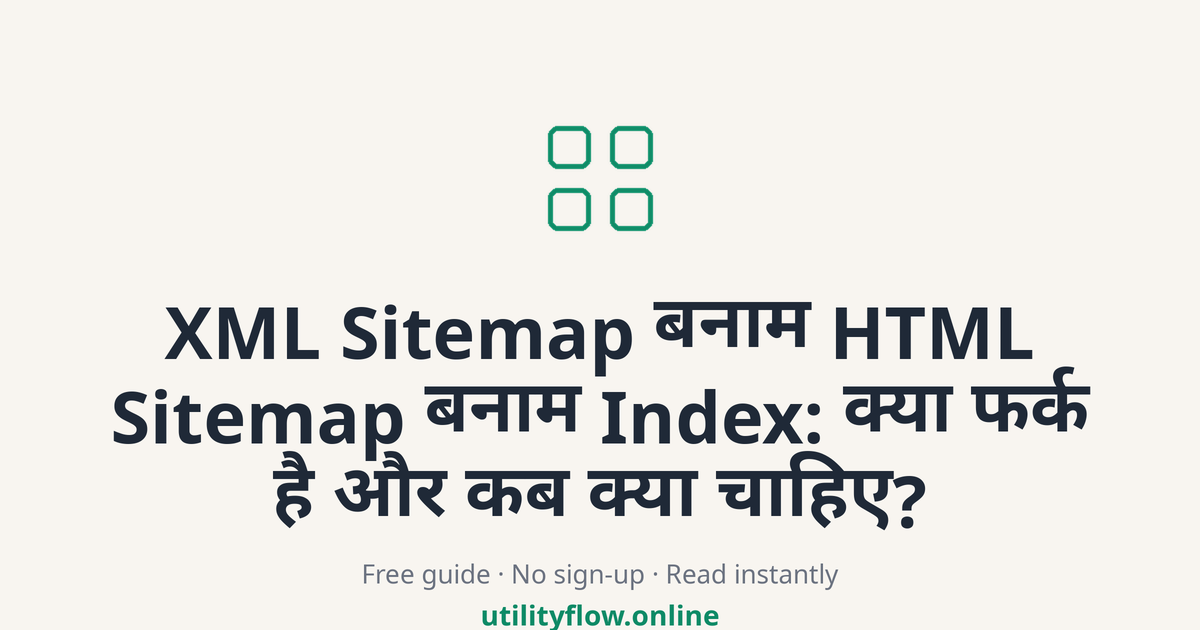 XML Sitemap बनाम HTML
Sitemap बनाम Index: क्या फर्क
है और कब क्या चाहिए?
Free guide · No sign-up · Read instantly
utilityflow.online